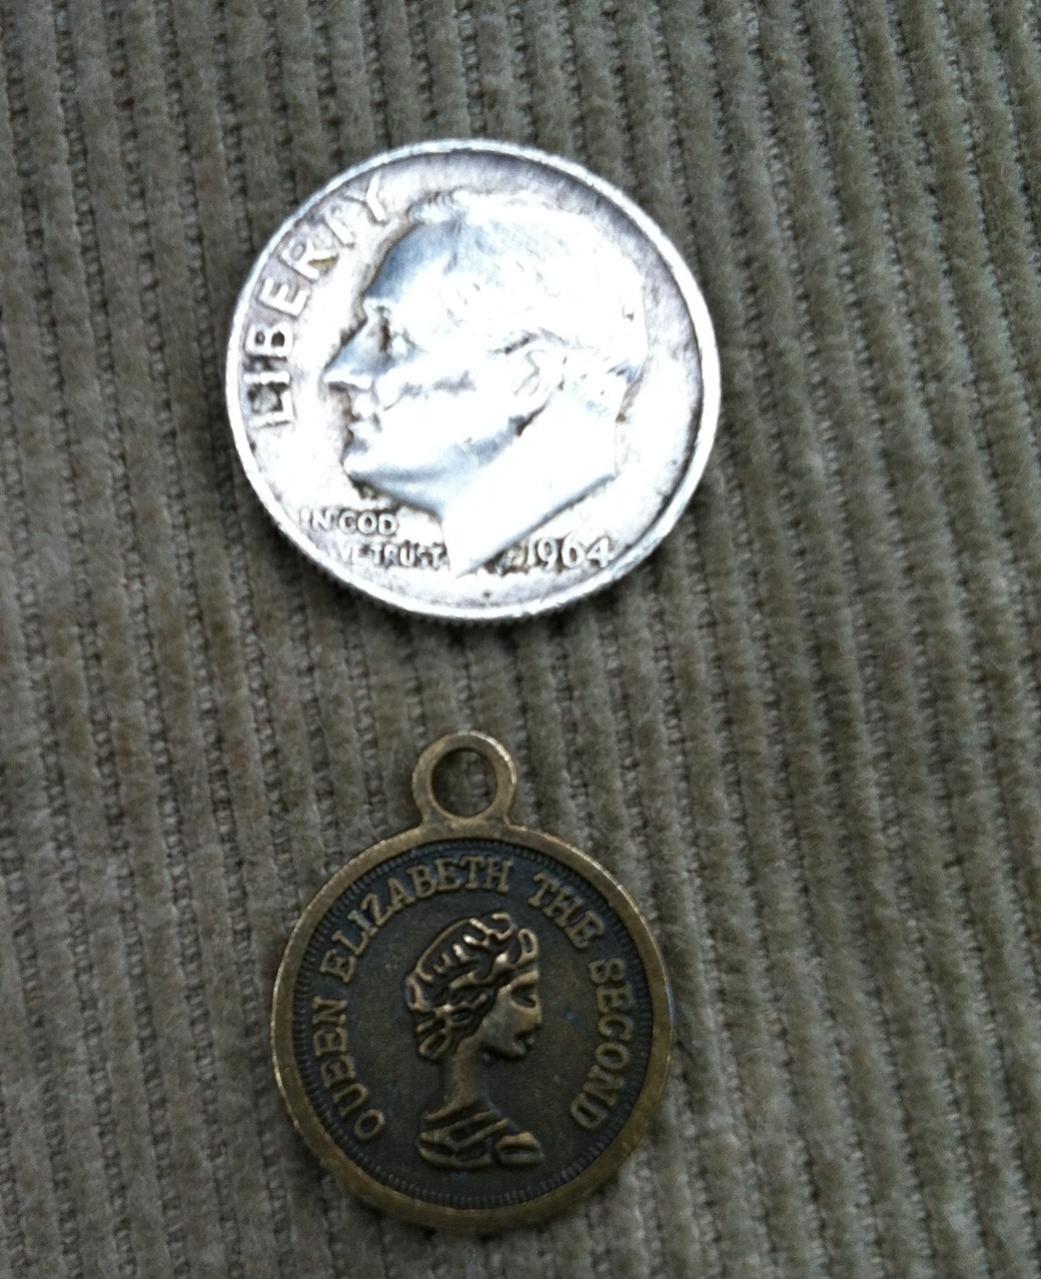 LIBERTY
IN GOD
WE TRUST
1964
QUEEN ELIZABETH THE SECOND